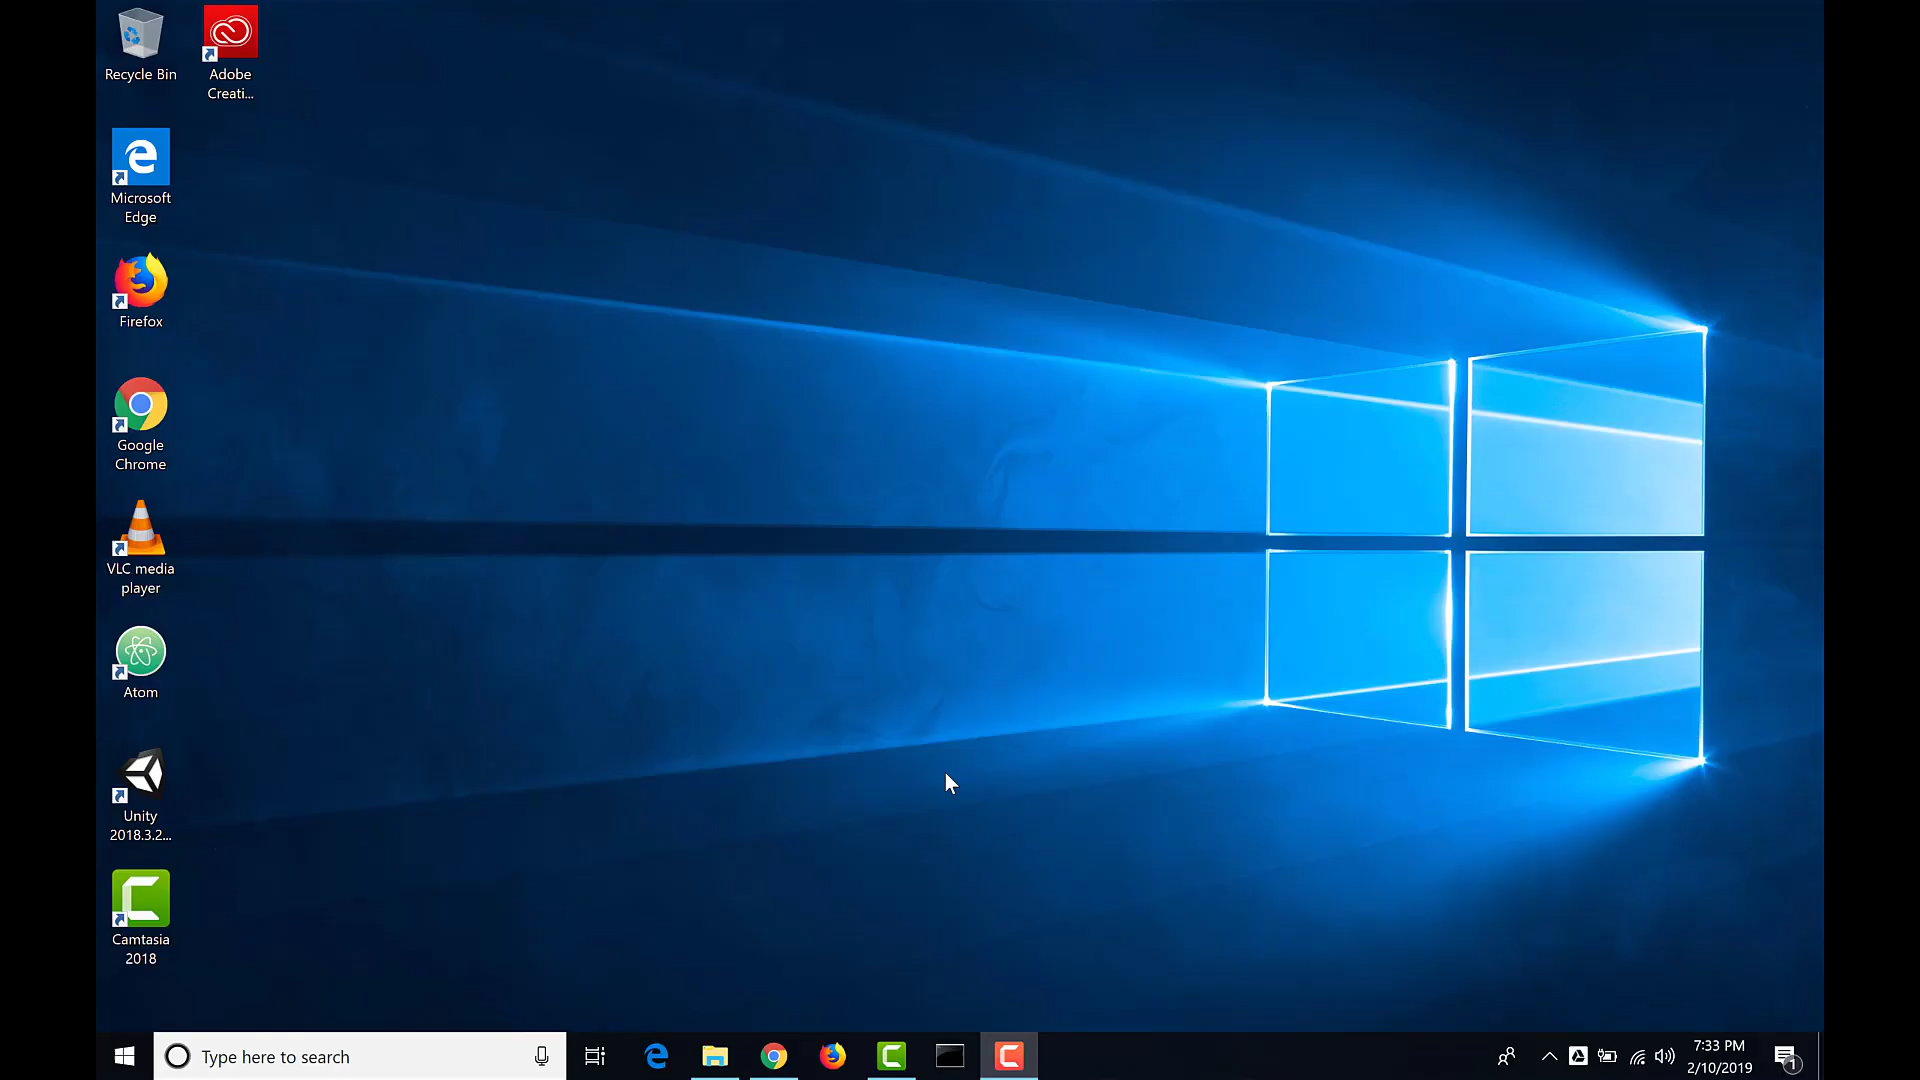 Recycle Bin
Adobe
Creati...
Microsoft
Edge
Firefox
Google
Chrome
VLC media
player
Atom
Unity
2018.3.2...
Camtasia
2018
Type here to search
7:33 PM
2/10/2019
1